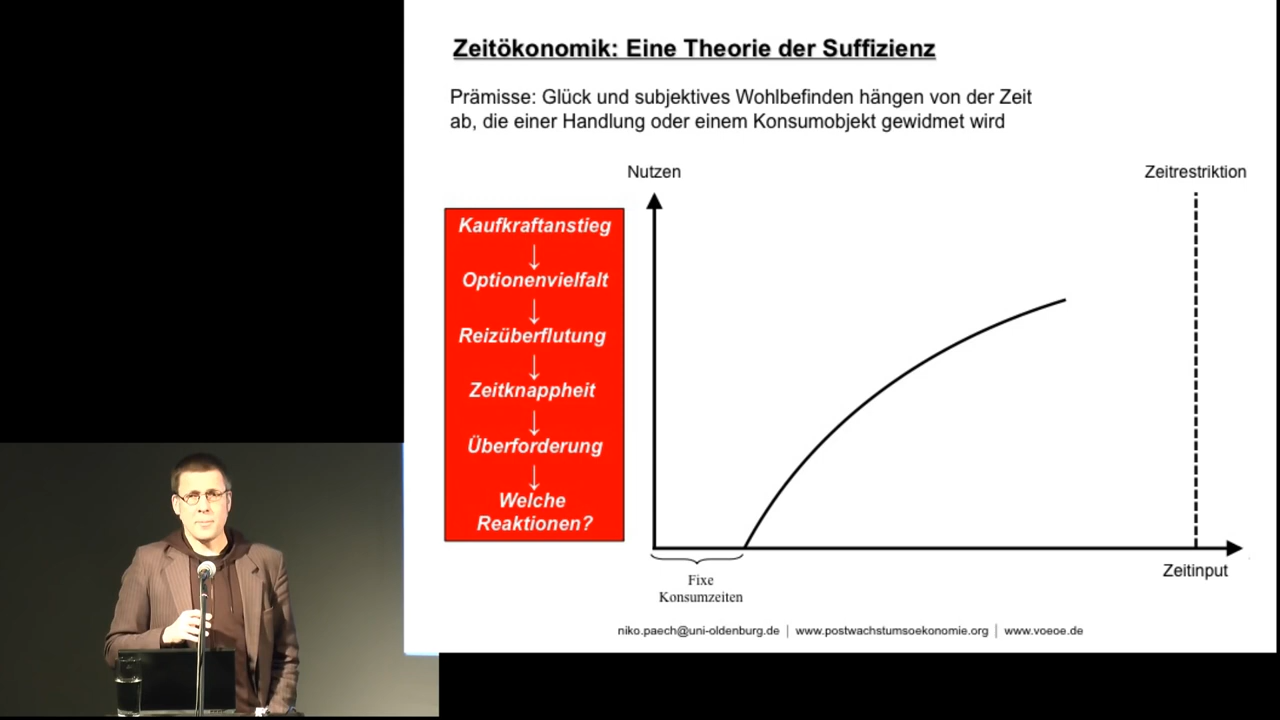 Zeitökonomik: Eine Theorie der Suffizienz
Prämisse: Glück und subjektives Wohlbefinden hängen von der Zeit
ab, die einer Handlung oder einem Konsumobjekt gewidmet wird
Nutzen
Zeitrestriktion
Kaufkraftanstieg
Optionenvielfalt
Reizüberflutung
Zeitknappheit
Überforderung
Welche
Reaktionen?
Zeitinput
Fixe
Konsumzeiten
niko.paech@uni-oldenburg.de | www.postwachstumsoekonomie.org | www.voeoe.de